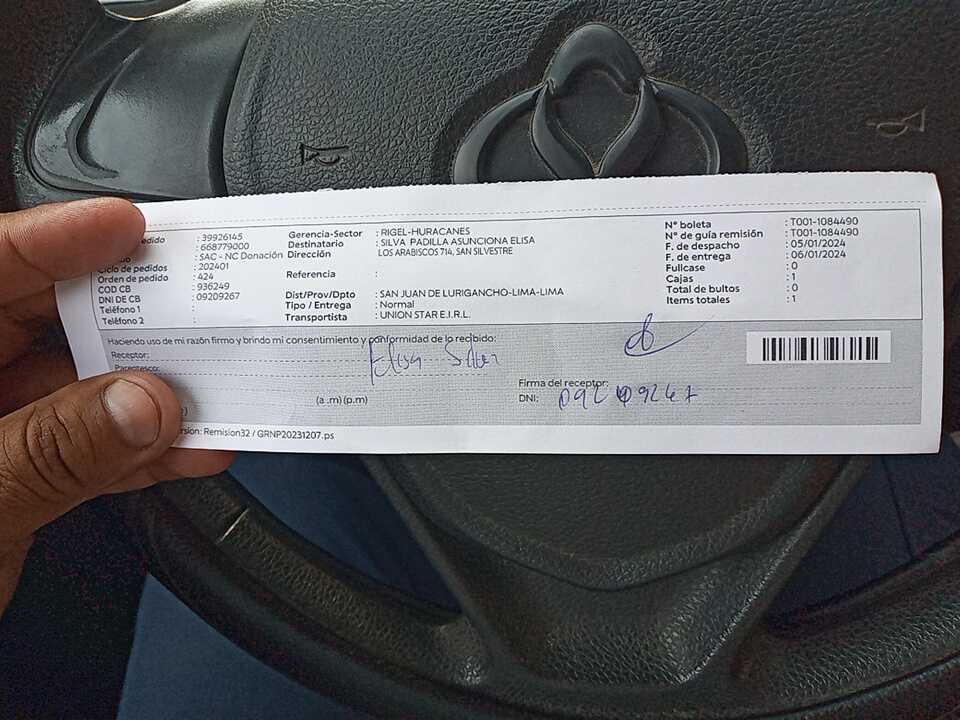 edido : 39926145
: 668779000
do : SAC - NC Donación
Ciclo de pedidos : 202401
Orden de pedido : 424
COD CB : 936249
DNI DE CB : 09209267
Teléfono 1 :
Teléfono 2 :
Gerencia-Sector : RIGEL-HURACANES
Destinatario : SILVA PADILLA ASUNCIONA ELISA
Dirección LOS ARABISCOS 714, SAN SILVESTRE
Referencia :
Dist/Prov/Dpto : SAN JUAN DE LURIGANCHO-LIMA-LIMA
Tipo / Entrega : Normal
Transportista : UNION STAR E.I.R.L.
N° boleta : T001-1084490
N° de guía remisión : T001-1084490
F. de despacho : 05/01/2024
F. de entrega : 06/01/2024
Fullcase : 0
Cajas : 1
Total de bultos : 0
Items totales : 1
Haciendo uso de mi razón firmo y brindo mi consentimiento y conformidad de lo recibido:
Receptor: Elisa Silva
Parentesco:
(a .m) (p.m)
Firma del receptor:
DNI: 09209267
rsion: Remision32 / GRNP20231207.ps